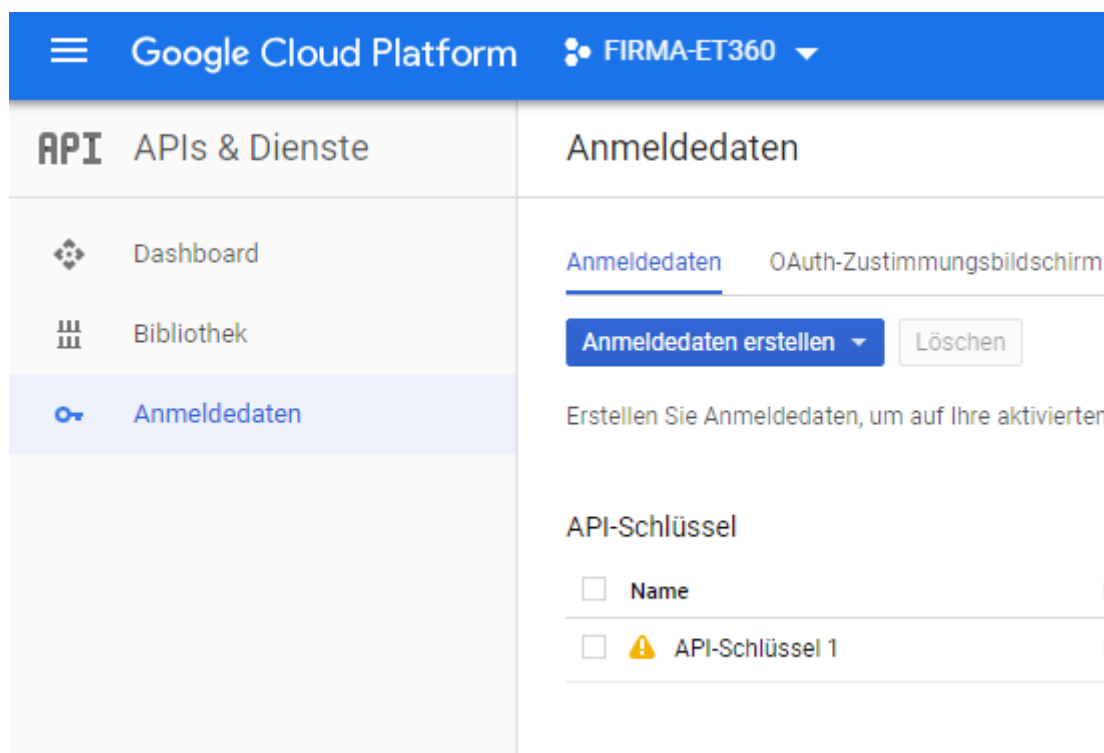 Google Cloud Platform FIRMA-ET360
API APIs & Dienste
Anmeldedaten
Dashboard
Bibliothek
Anmeldedaten
Anmeldedaten OAuth-Zustimmungsbildschirm
Anmeldedaten erstellen Löschen
Erstellen Sie Anmeldedaten, um auf Ihre aktivierten
API-Schlüssel
Name
API-Schlüssel 1